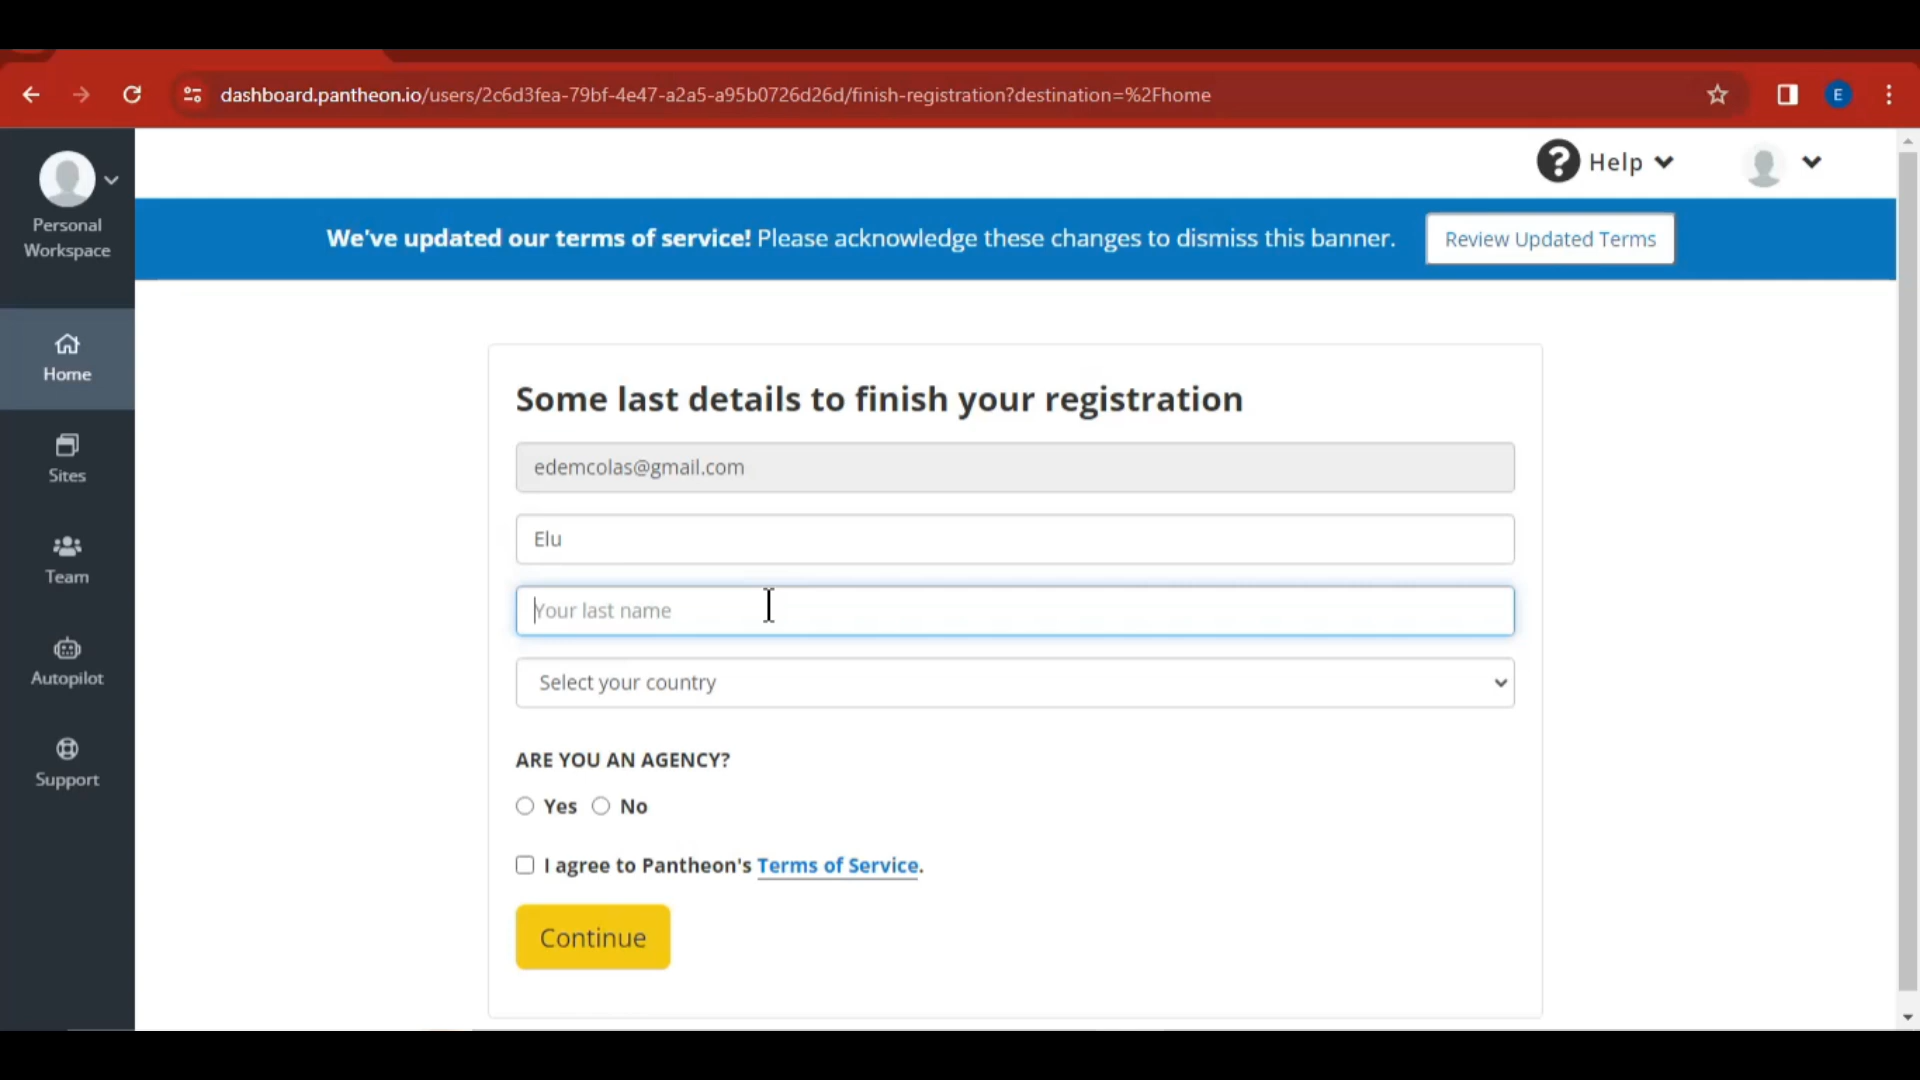 dashboard.pantheon.io/users/2c6d3fea-79bf-4e47-a2a5-a95b0726d26d/finish-registration?destination=%2Fhome
E
Help
We've updated our terms of service! Please acknowledge these changes to dismiss this banner.
Review Updated Terms
Personal
Workspace
Home
Sites
Team
Autopilot
Support
Some last details to finish your registration
edemcolas@gmail.com
Elu
Your last name
Select your country
ARE YOU AN AGENCY?
Yes No
I agree to Pantheon's Terms of Service.
Continue